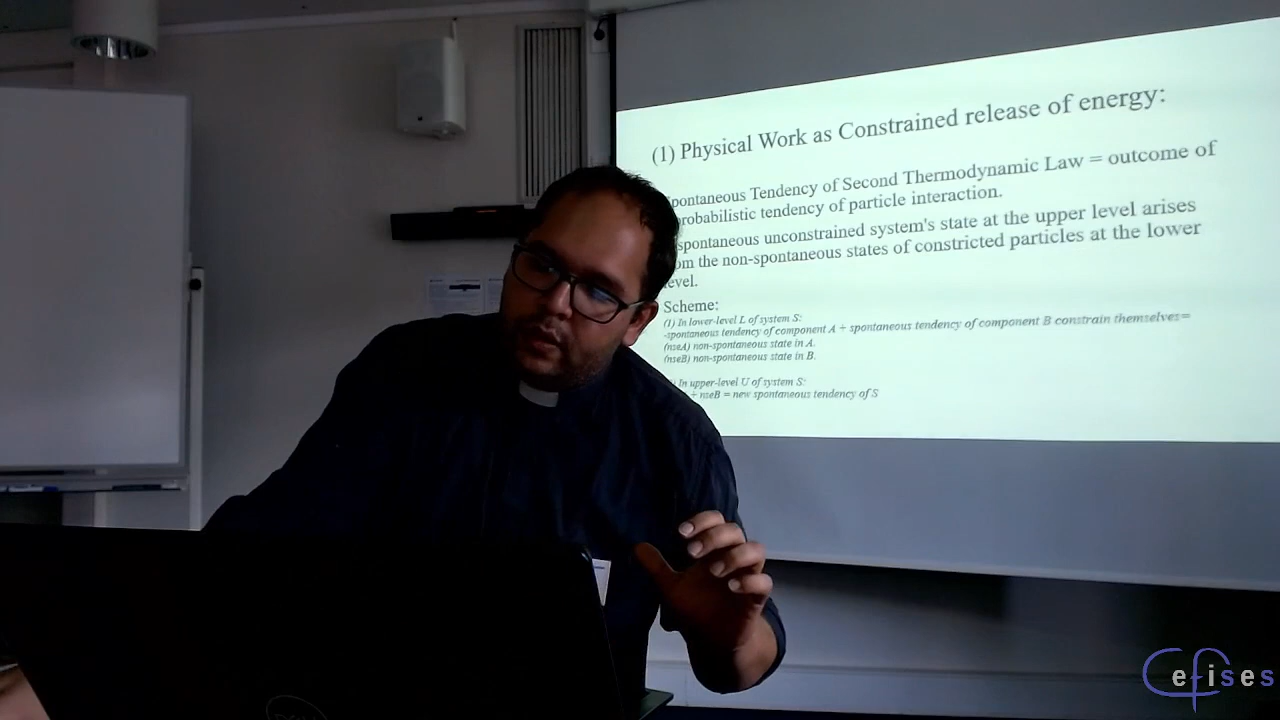 (1) Physical Work as Constrained release of energy:
pontaneous Tendency of Second Thermodynamic Law = outcome of
robabilistic tendency of particle interaction.
spontaneous unconstrained system's state at the upper level arises
om the non-spontaneous states of constricted particles at the lower
evel.
Scheme:
(1) In lower-level L of system S:
-spontaneous tendency of component A + spontaneous tendency of component B constrain themselves=
(nseA) non-spontaneous state in A.
(nseB) non-spontaneous state in B.
) In upper-level U of system S:
+ nseB = new spontaneous tendency of S
efises